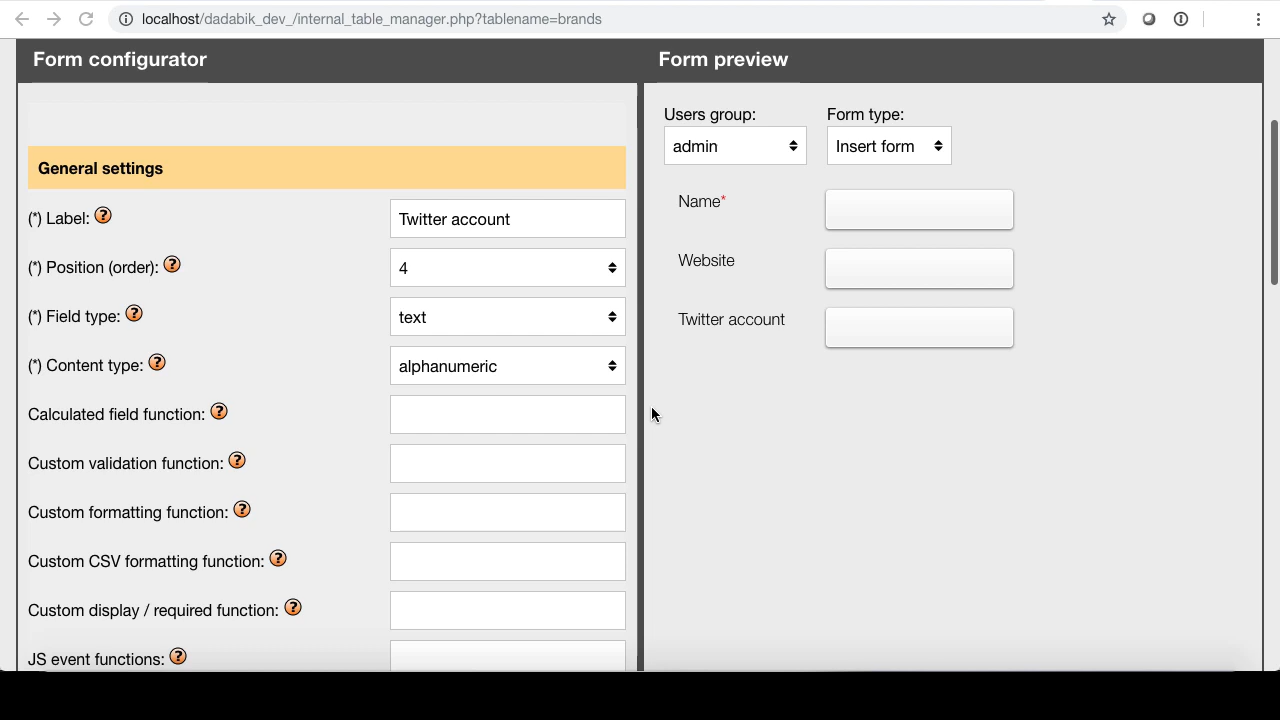 localhost/dadabik_dev_/internal_table_manager.php?tablename=brands
Form configurator
General settings
(*) Label: ?
Twitter account
(*) Position (order): ?
4
(*) Field type: ?
text
(*) Content type: ?
alphanumeric
Calculated field function: ?
Custom validation function: ?
Custom formatting function: ?
Custom CSV formatting function: ?
Custom display / required function: ?
JS event functions: ?
Form preview
Users group:
admin
Form type:
Insert form
Name*
Website
Twitter account